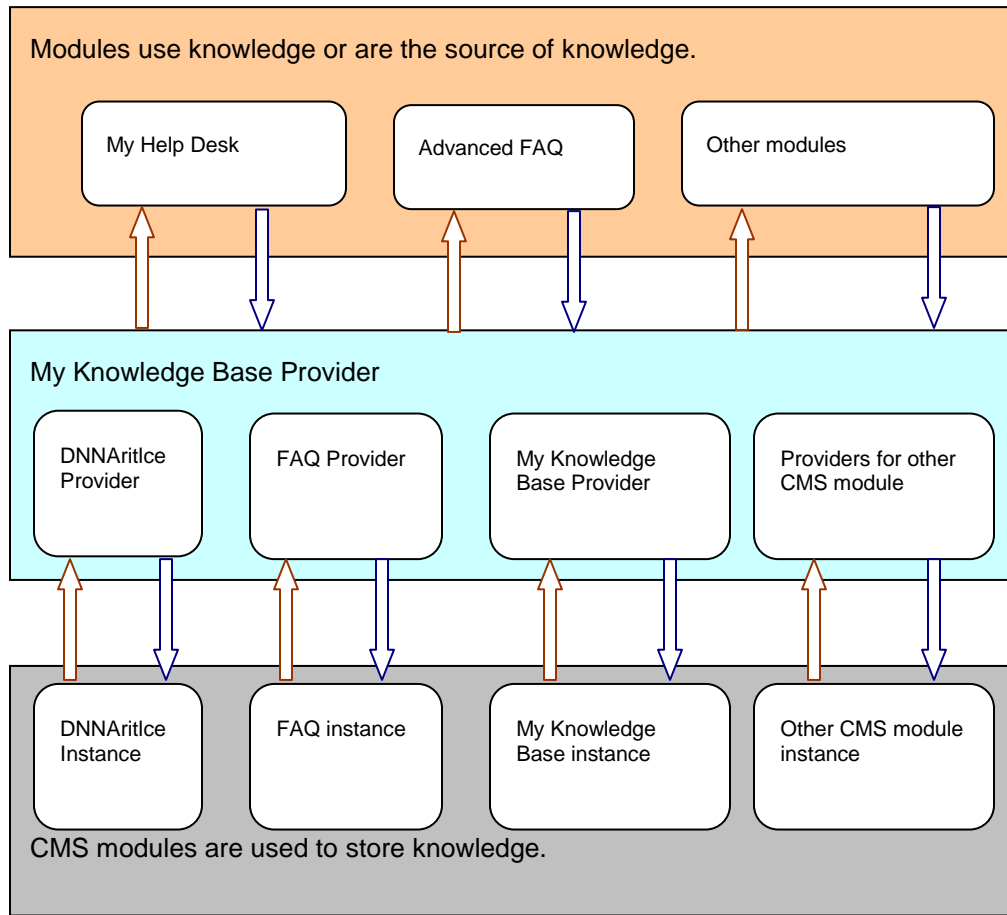 Modules use knowledge or are the source of knowledge.
My Help Desk
Advanced FAQ
Other modules
My Knowledge Base Provider
DNNAritlce
Provider
FAQ Provider
My Knowledge
Base Provider
Providers for other
CMS module
DNNAritlce
Instance
FAQ instance
My Knowledge
Base instance
Other CMS module
instance
CMS modules are used to store knowledge.